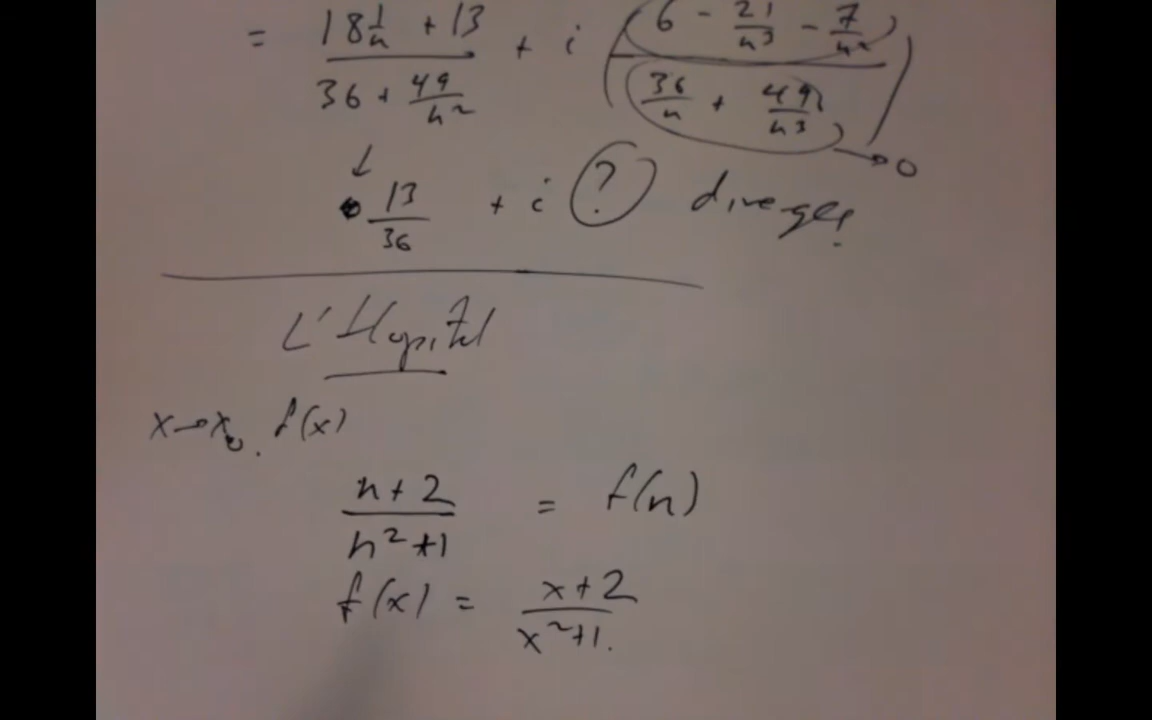 = (18 1/n + 13)/(36 + 49/n²) + i ((6 - 21/n³ - 7/n²)/(36/n + 49/n³)) → 0
↓
13/36 + i ? diverges.
L'Hopital
x→x₀. f(x)
(n+2)/(n²+1) = f(n)
f(x) = (x+2)/(x²+1).